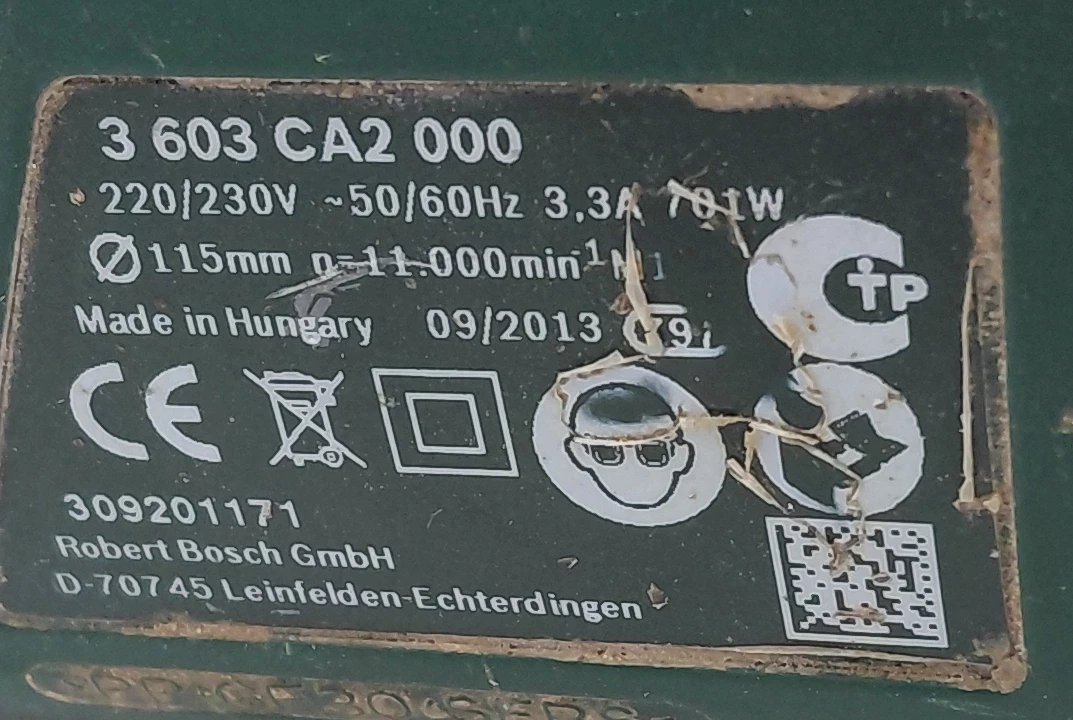 3 603 CA2 000
220/230V ~50/60Hz 3,3A 701W
Ø115mm n=11.000min-1
Made in Hungary 09/2013
CE
309201171
Robert Bosch GmbH
D-70745 Leinfelden-Echterdingen